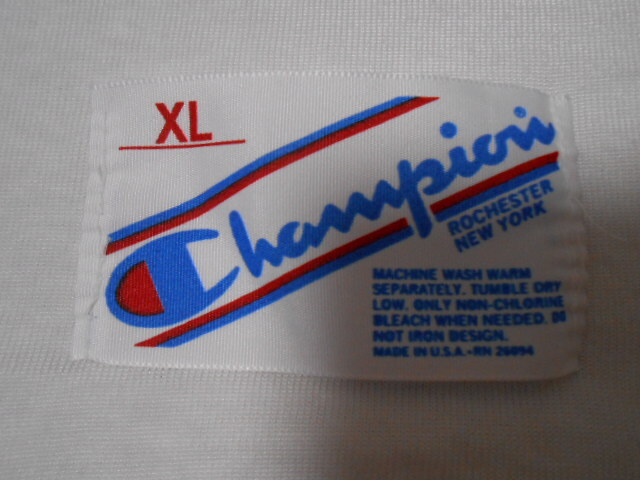 XL
Champion
ROCHESTER
NEW YORK
MACHINE WASH WARM
SEPARATELY. TUMBLE DRY
LOW. ONLY NON-CHLORINE
BLEACH WHEN NEEDED. DO
NOT IRON DESIGN.
MADE IN U.S.A.-RN 26094